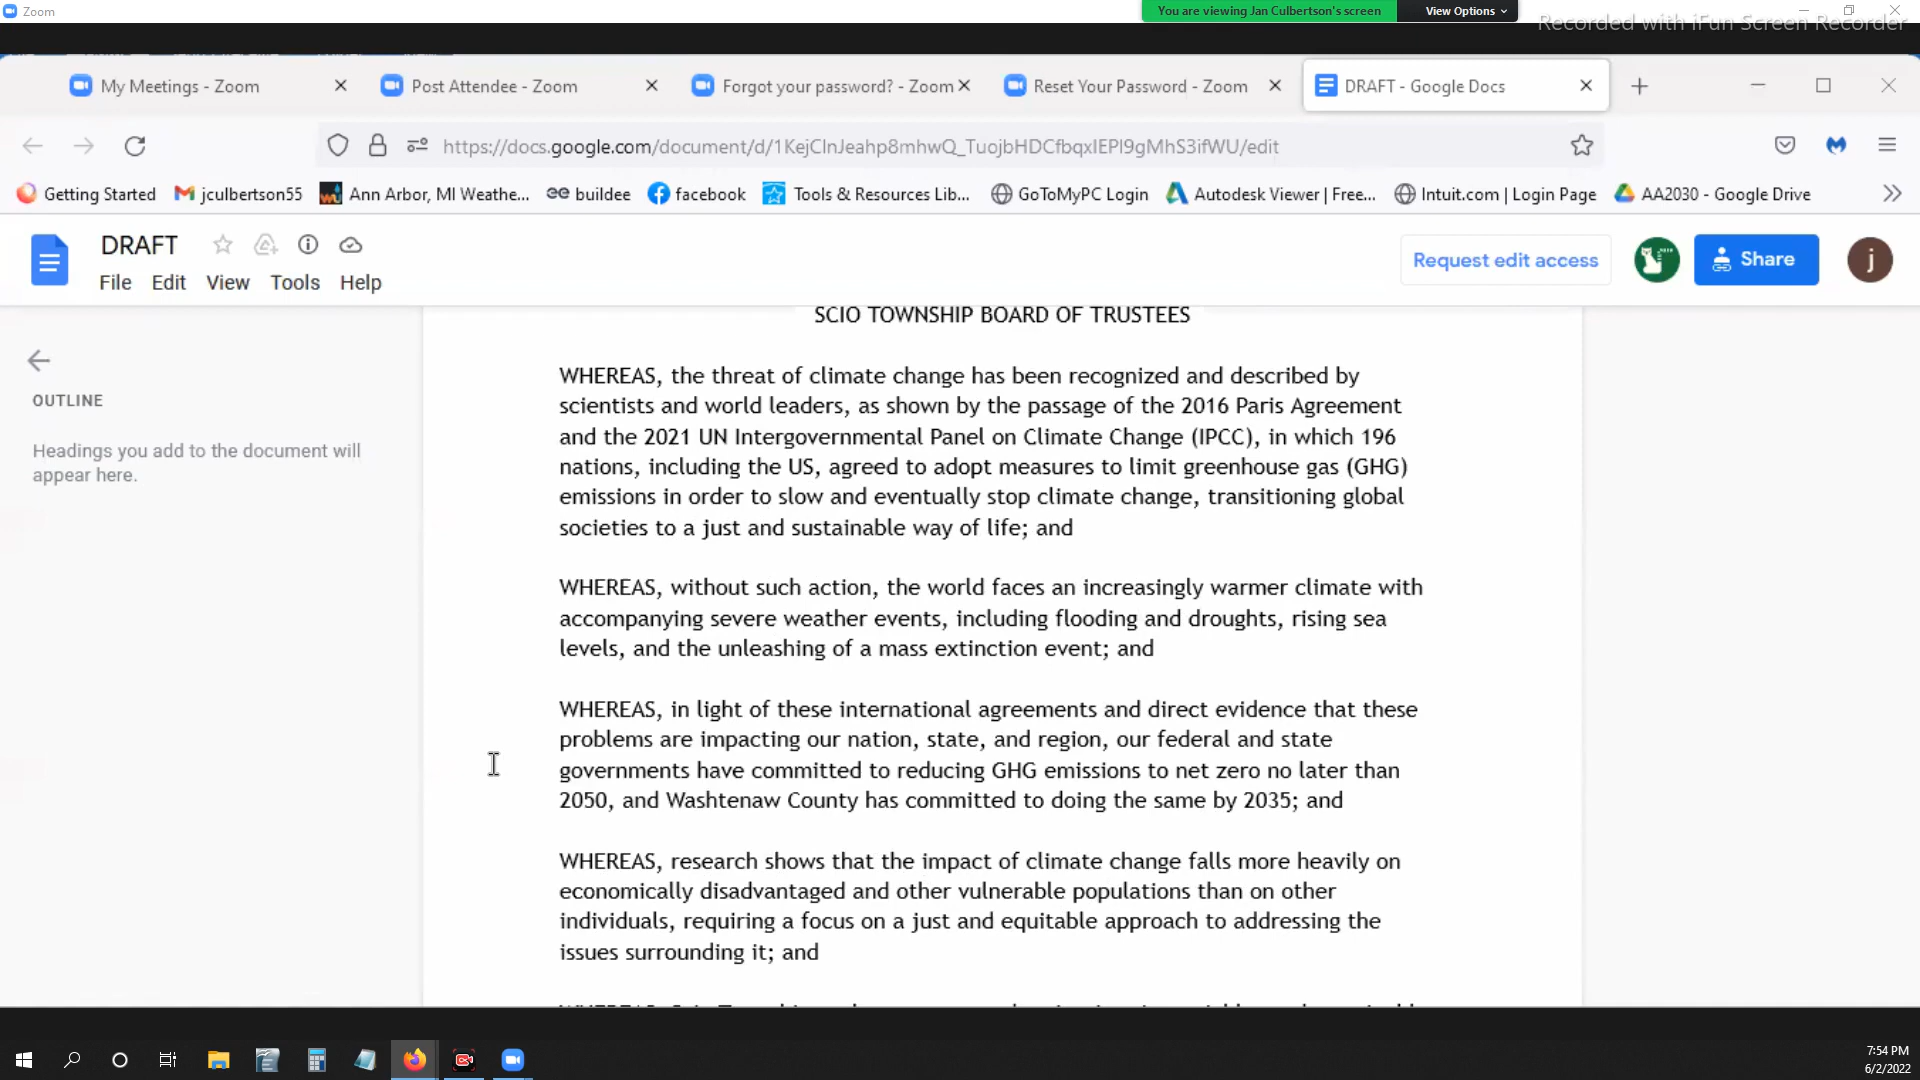 Zoom
You are viewing Jan Culbertson's screen
View Options
Recorded with iFun Screen Recorder
My Meetings - Zoom
Post Attendee - Zoom
Forgot your password? - Zoom
Reset Your Password - Zoom
DRAFT - Google Docs
https://docs.google.com/document/d/1KejClnJeahp8mhwQ_TuojbHDCfbqxIEPl9gMhS3ifWU/edit
Getting Started
jculbertson55
Ann Arbor, MI Weathe...
buildee
facebook
Tools & Resources Lib...
GoToMyPC Login
Autodesk Viewer | Free...
Intuit.com | Login Page
AA2030 - Google Drive
DRAFT
File Edit View Tools Help
Request edit access
Share
j
OUTLINE
Headings you add to the document will
appear here.
SCIO TOWNSHIP BOARD OF TRUSTEES
WHEREAS, the threat of climate change has been recognized and described by
scientists and world leaders, as shown by the passage of the 2016 Paris Agreement
and the 2021 UN Intergovernmental Panel on Climate Change (IPCC), in which 196
nations, including the US, agreed to adopt measures to limit greenhouse gas (GHG)
emissions in order to slow and eventually stop climate change, transitioning global
societies to a just and sustainable way of life; and
WHEREAS, without such action, the world faces an increasingly warmer climate with
accompanying severe weather events, including flooding and droughts, rising sea
levels, and the unleashing of a mass extinction event; and
WHEREAS, in light of these international agreements and direct evidence that these
problems are impacting our nation, state, and region, our federal and state
governments have committed to reducing GHG emissions to net zero no later than
2050, and Washtenaw County has committed to doing the same by 2035; and
WHEREAS, research shows that the impact of climate change falls more heavily on
economically disadvantaged and other vulnerable populations than on other
individuals, requiring a focus on a just and equitable approach to addressing the
issues surrounding it; and
7:54 PM
6/2/2022